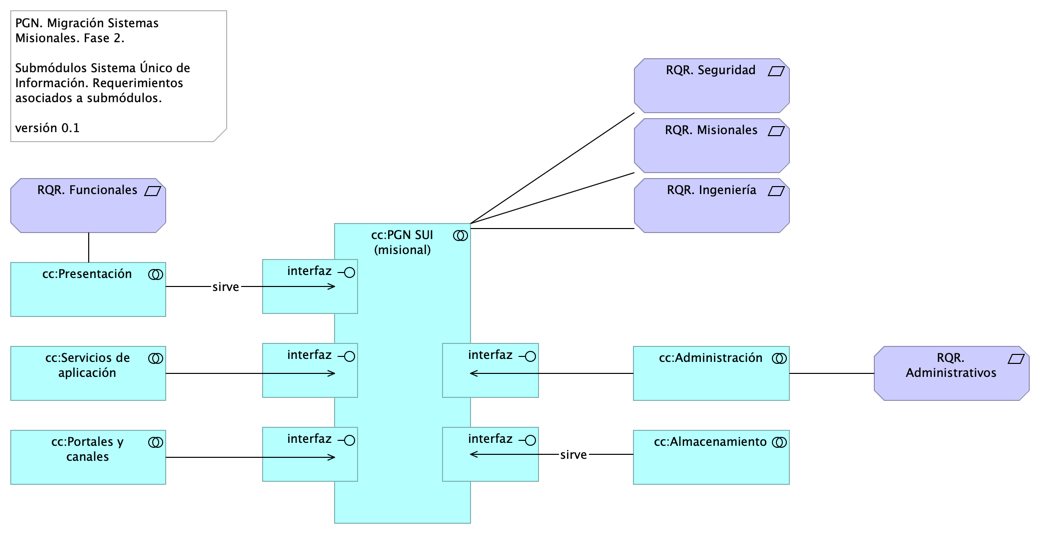 PGN. Migración Sistemas
Misionales. Fase 2.
Submódulos Sistema Único de
Información. Requerimientos
asociados a submódulos.
versión 0.1
RQR. Seguridad
RQR. Misionales
RQR. Ingeniería
RQR. Funcionales
cc:PGN SUI
(misional)
cc:Presentación
sirve
interfaz
cc:Servicios de
aplicación
interfaz
interfaz
cc:Administración
RQR.
Administrativos
cc:Portales y
canales
interfaz
interfaz
sirve
cc:Almacenamiento